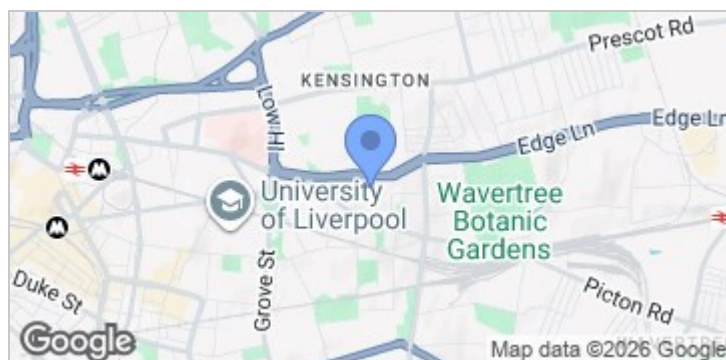 Prescot Rd
KENSINGTON
Low Hill
Edge Ln
Edge Ln
University
of Liverpool
Wavertree
Botanic
Gardens
Grove St
Duke St
Picton Rd
Google
Map data ©2026 Google